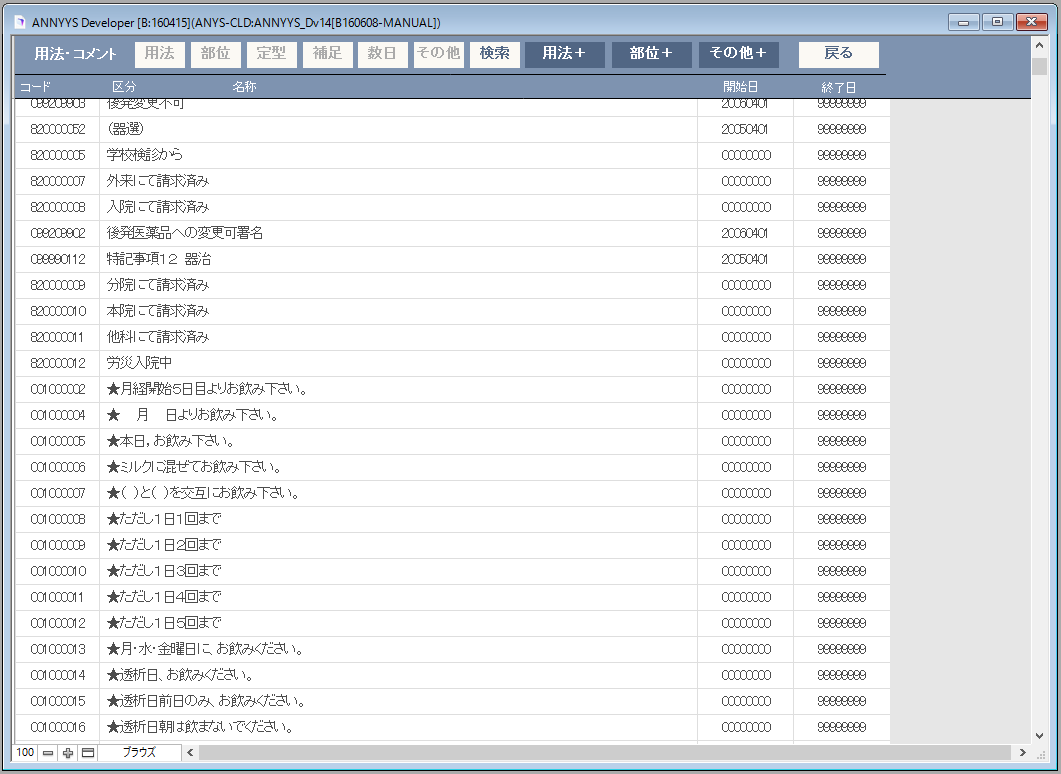 ANNYYS Developer [B:160415](ANYS-CLD:ANNYYS_Dv14[B160608-MANUAL])
用法・コメント 用法 部位 定型 補足 数日 その他 検索 用法+ 部位+ その他+ 戻る
コード 区分 名称 開始日 終了日
099209903 後発変更不可 20060401 99999999
820000052 (器選) 20050401 99999999
820000005 学校検診から 00000000 99999999
820000007 外来にて請求済み 00000000 99999999
820000008 入院にて請求済み 00000000 99999999
099209902 後発医薬品への変更可署名 20060401 99999999
099990112 特記事項12 器治 20050401 99999999
820000009 分院にて請求済み 00000000 99999999
820000010 本院にて請求済み 00000000 99999999
820000011 他科にて請求済み 00000000 99999999
820000012 労災入院中 00000000 99999999
001000002 ★月経開始5日目よりお飲み下さい。 00000000 99999999
001000004 ★ 月 日よりお飲み下さい。 00000000 99999999
001000005 ★本日,お飲み下さい。 00000000 99999999
001000006 ★ミルクに混ぜてお飲み下さい。 00000000 99999999
001000007 ★( )と( )を交互にお飲み下さい。 00000000 99999999
001000008 ★ただし1日1回まで 00000000 99999999
001000009 ★ただし1日2回まで 00000000 99999999
001000010 ★ただし1日3回まで 00000000 99999999
001000011 ★ただし1日4回まで 00000000 99999999
001000012 ★ただし1日5回まで 00000000 99999999
001000013 ★月・水・金曜日に、お飲みください。 00000000 99999999
001000014 ★透析日、お飲みください。 00000000 99999999
001000015 ★透析日前日のみ、お飲みください。 00000000 99999999
001000016 ★透析日朝は飲まないでください。 00000000 99999999
100 ブラウズ